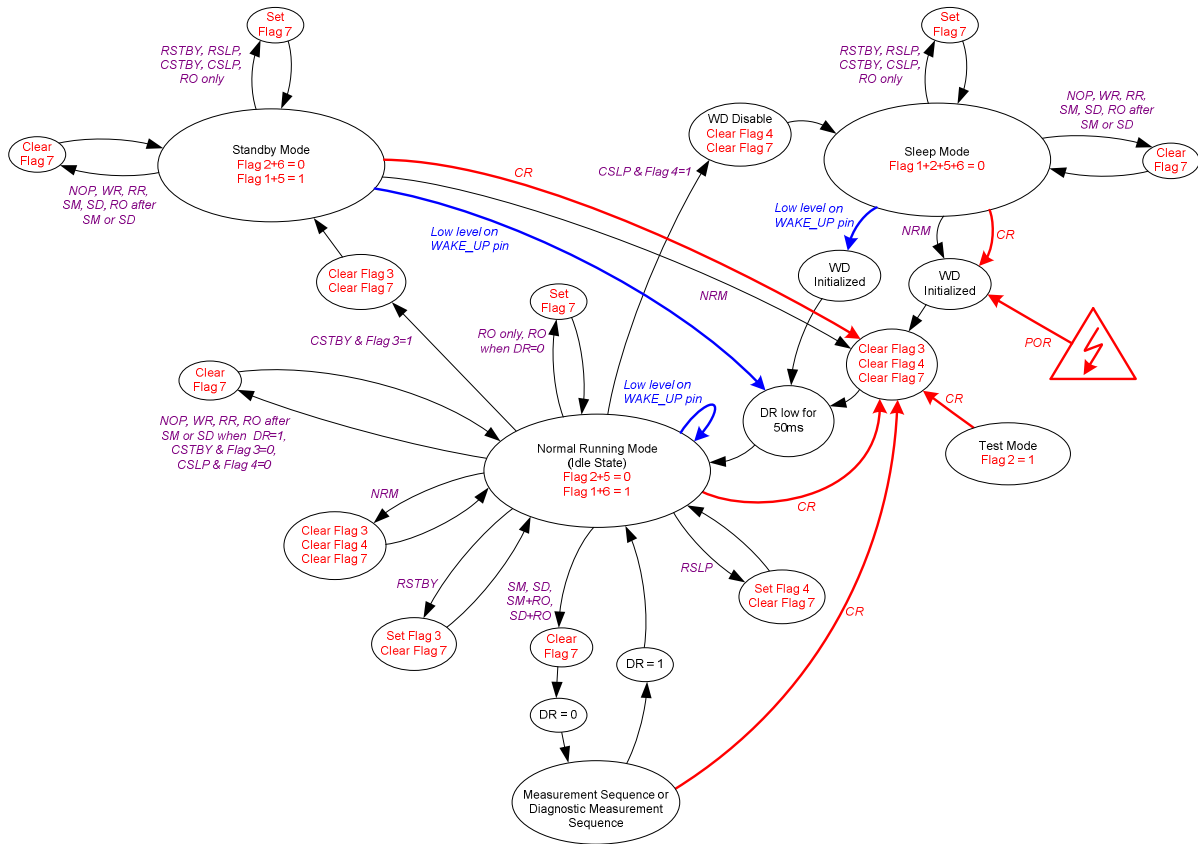 Set
Flag 7
RSTBY, RSLP,
CSTBY, CSLP,
RO only
Standby Mode
Flag 2+6 = 0
Flag 1+5 = 1
Clear
Flag 7
NOP, WR, RR,
SM, SD, RO after
SM or SD
Set
Flag 7
RSTBY, RSLP,
CSTBY, CSLP,
RO only
WD Disable
Clear Flag 4
Clear Flag 7
Sleep Mode
Flag 1+2+5+6 = 0
NOP, WR, RR,
SM, SD, RO after
SM or SD
Clear
Flag 7
CR
CSLP & Flag 4=1
Low level on
WAKE_UP pin
Low level on
WAKE_UP pin
NRM
CR
WD
Initialized
WD
Initialized
Clear Flag 3
Clear Flag 7
Set
Flag 7
NRM
CSTBY & Flag 3=1
RO only, RO
when DR=0
Clear Flag 3
Clear Flag 4
Clear Flag 7
POR
Clear
Flag 7
Low level on
WAKE_UP pin
DR low for
50ms
CR
Test Mode
Flag 2 = 1
NOP, WR, RR, RO after
SM or SD when DR=1,
CSTBY & Flag 3=0,
CSLP & Flag 4=0
Normal Running Mode
(Idle State)
Flag 2+5 = 0
Flag 1+6 = 1
NRM
CR
Clear Flag 3
Clear Flag 4
Clear Flag 7
RSTBY
SM, SD,
SM+RO,
SD+RO
RSLP
Set Flag 4
Clear Flag 7
CR
Set Flag 3
Clear Flag 7
Clear
Flag 7
DR = 1
DR = 0
Measurement Sequence or
Diagnostic Measurement
Sequence